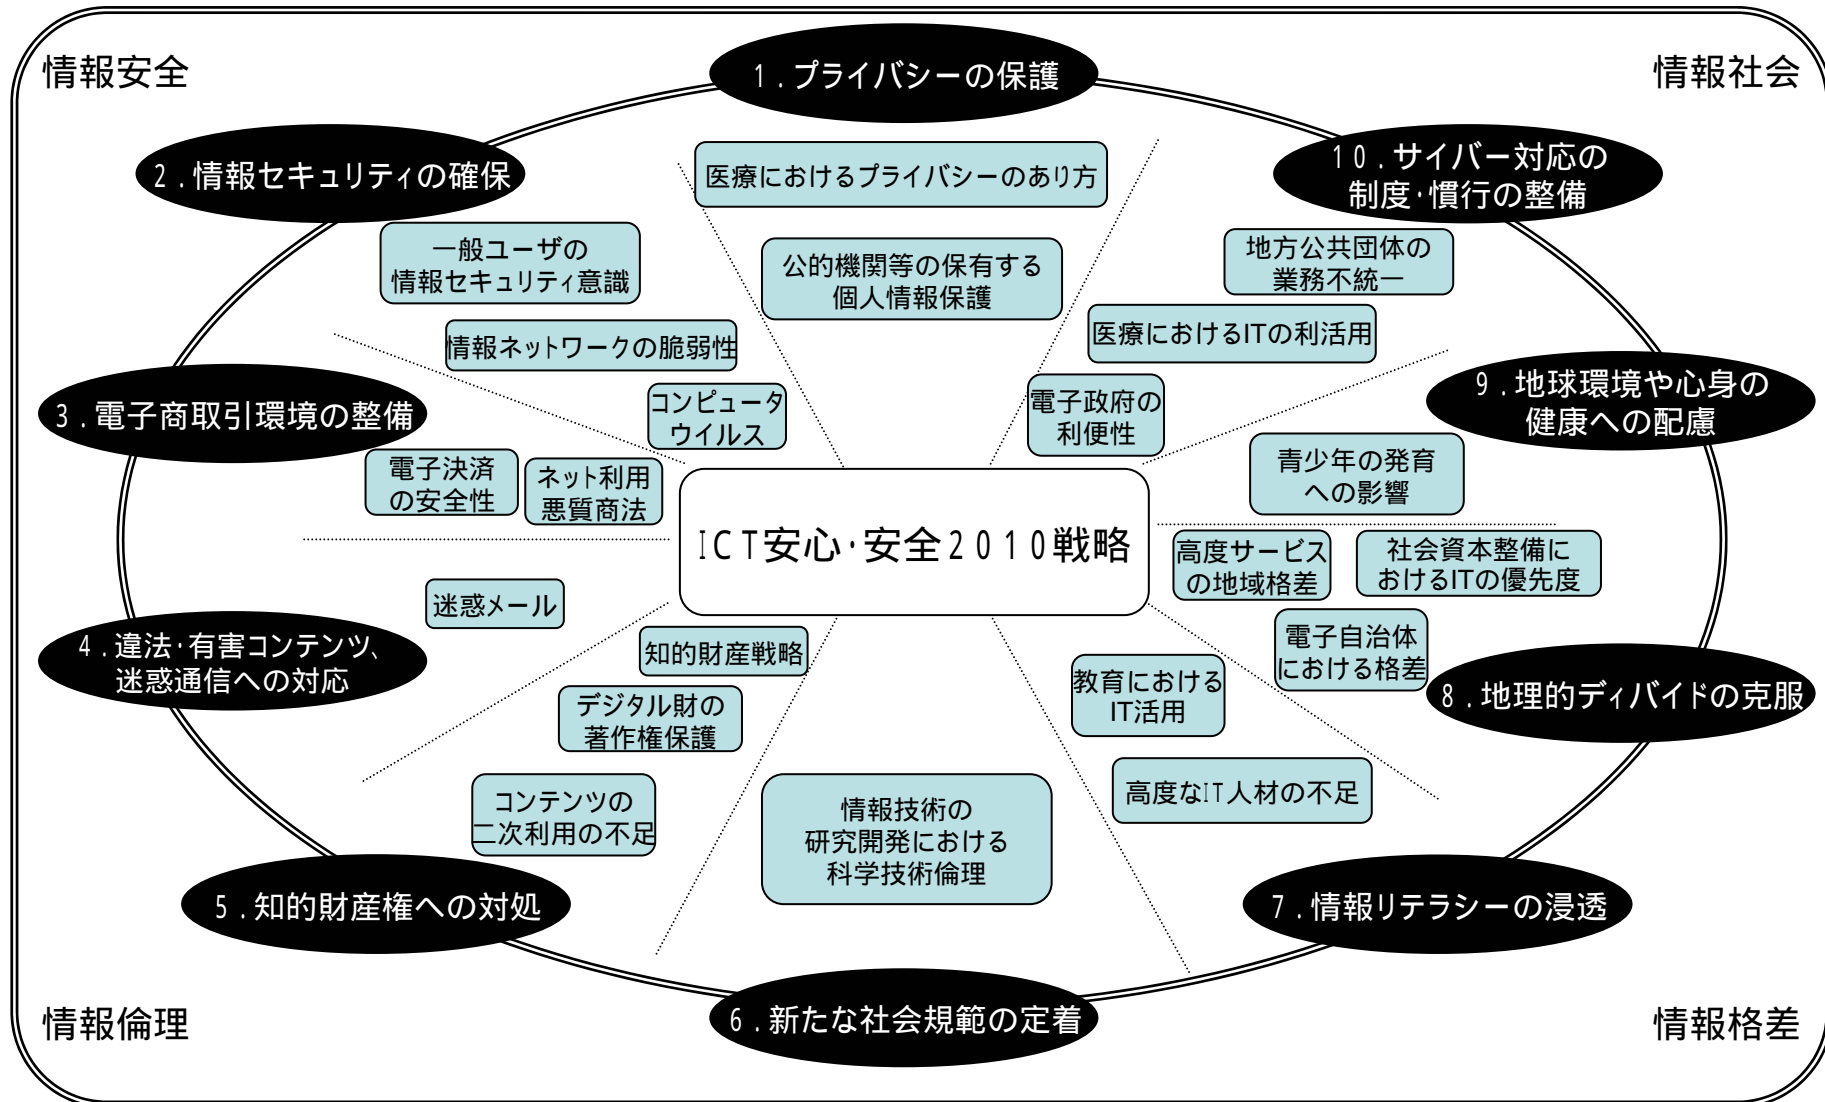 情報安全
情報社会
1.プライバシーの保護
2.情報セキュリティの確保
10.サイバー対応の
制度・慣行の整備
医療におけるプライバシーのあり方
一般ユーザの
情報セキュリティ意識
公的機関等の保有する
個人情報保護
地方公共団体の
業務不統一
情報ネットワークの脆弱性
医療におけるITの利活用
3.電子商取引環境の整備
コンピュータ
ウイルス
電子政府の
利便性
9.地球環境や心身の
健康への配慮
電子決済
の安全性
ネット利用
悪質商法
青少年の発育
への影響
ICT安心・安全2010戦略
高度サービス
の地域格差
社会資本整備に
おけるITの優先度
迷惑メール
4.違法・有害コンテンツ、
迷惑通信への対応
知的財産戦略
電子自治体
における格差
教育における
IT活用
8.地理的ディバイドの克服
デジタル財の
著作権保護
コンテンツの
二次利用の不足
情報技術の
研究開発における
科学技術倫理
高度なIT人材の不足
5.知的財産権への対処
7.情報リテラシーの浸透
6.新たな社会規範の定着
情報倫理
情報格差